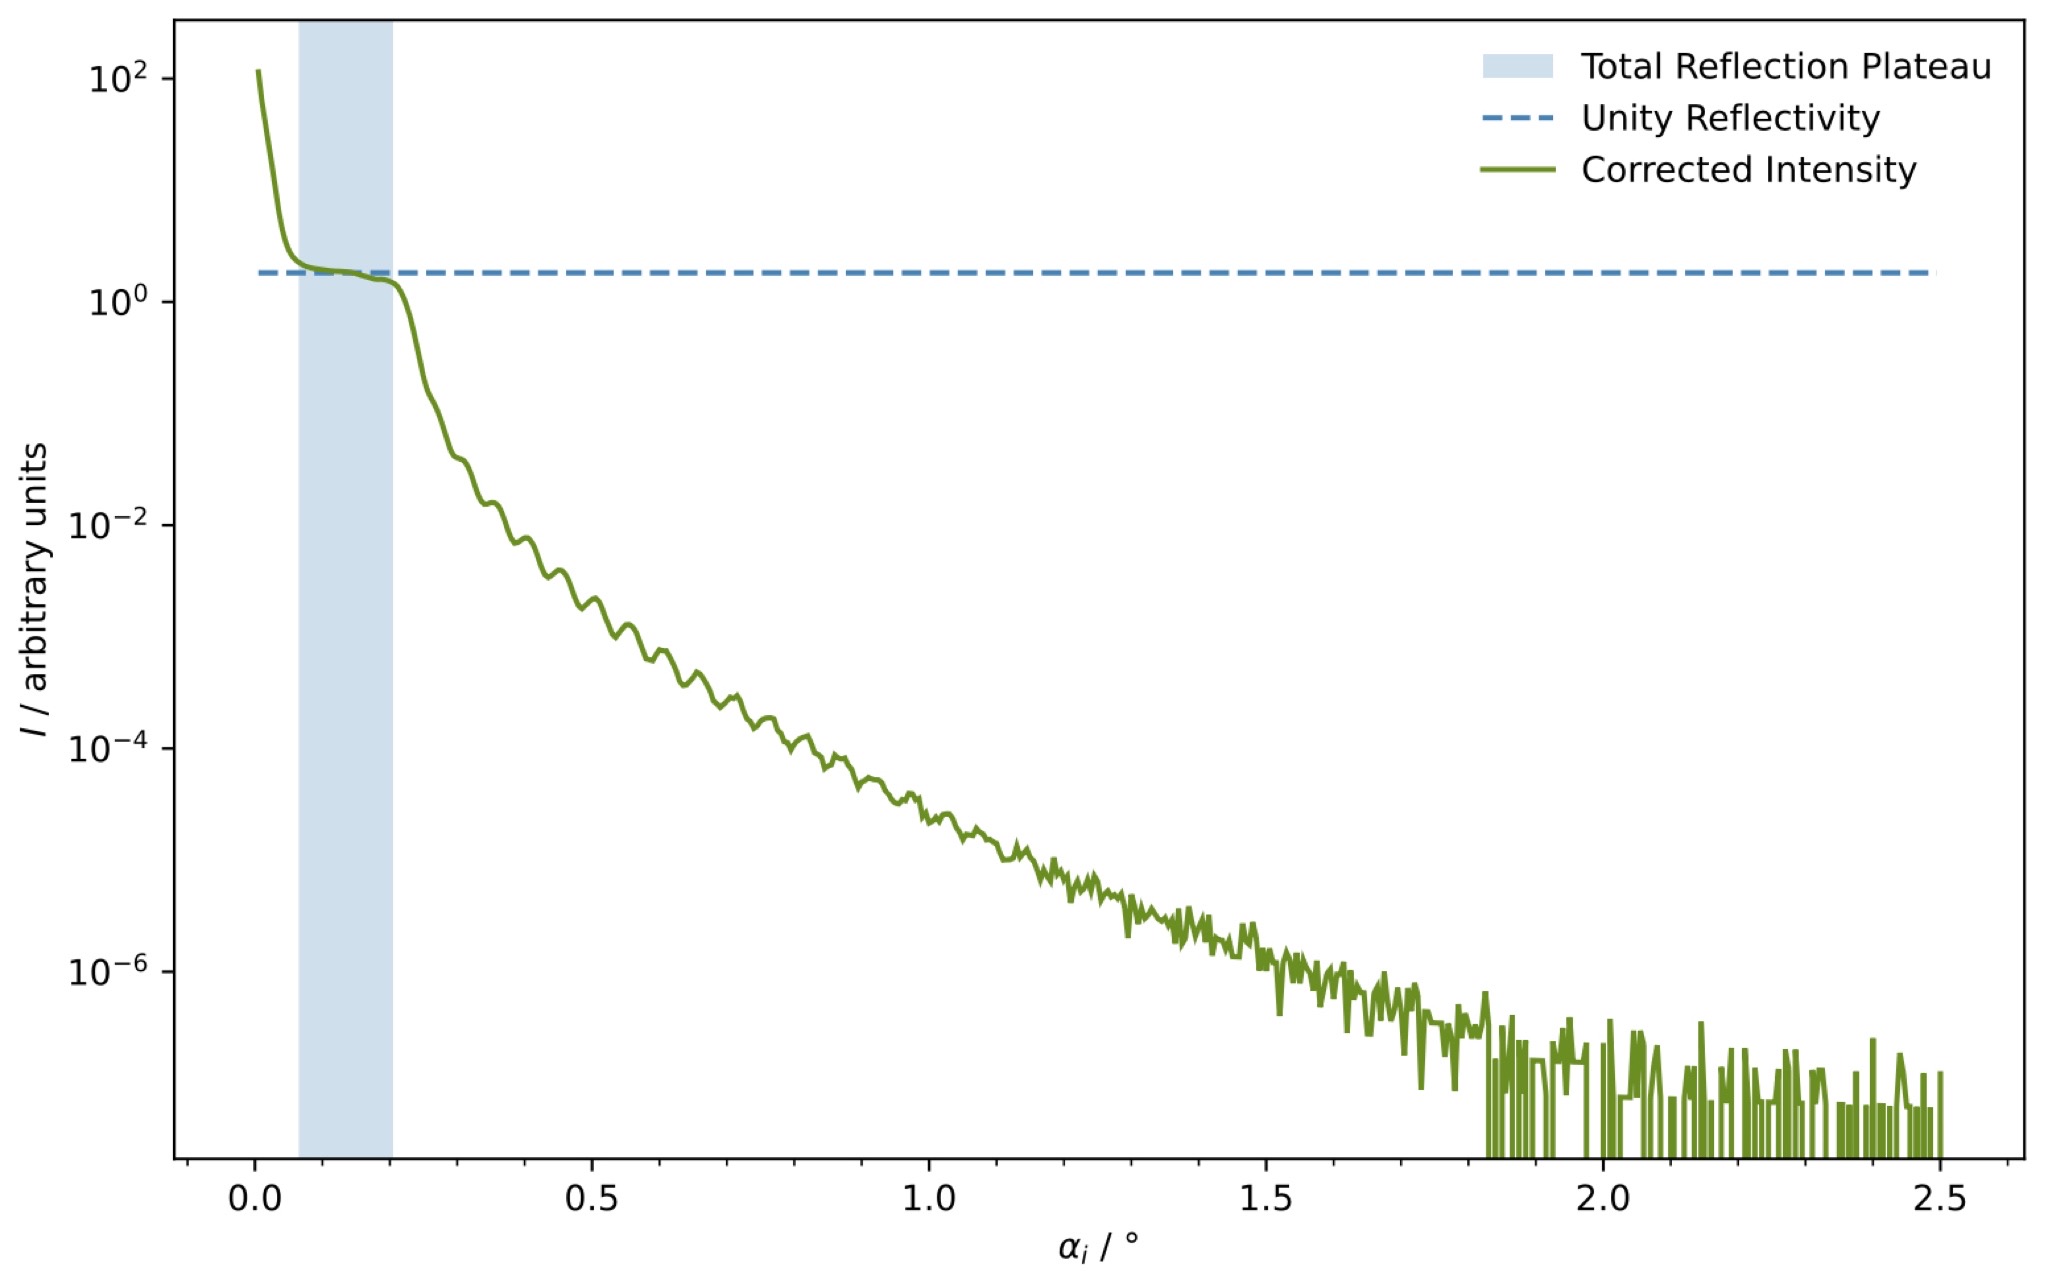 Total Reflection Plateau
Unity Reflectivity
Corrected Intensity
10²
10⁰
10⁻²
10⁻⁴
10⁻⁶
I / arbitrary units
0.0 0.5 1.0 1.5 2.0 2.5
αᵢ / °